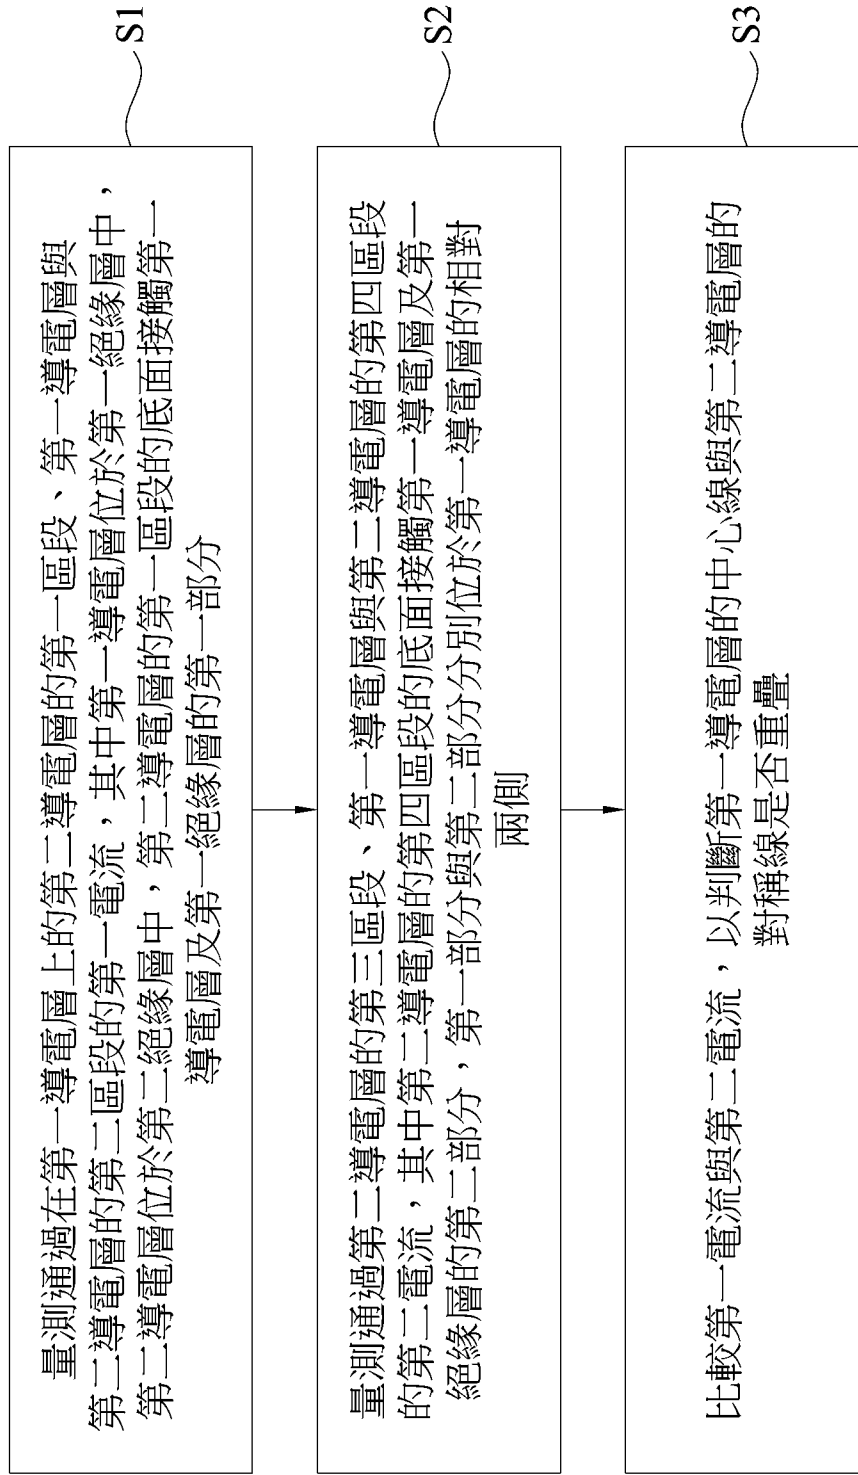 S1
量測通過在第一導電層上的第二導電層的第一區段、第一導電層與
第二導電層的第二區段的第一電流，其中第一導電層位於第一絕緣層中，
第二導電層位於第二絕緣層中，第二導電層的第一區段的底面接觸第一
導電層及第一絕緣層的第一部分
S2
量測通過第二導電層的第三區段、第一導電層與第二導電層的第四區段
的第二電流，其中第二導電層的第四區段的底面接觸第一導電層及第一
絕緣層的第二部分，第一部分與第二部分分別位於第一導電層的相對
兩側
S3
比較第一電流與第二電流，以判斷第一導電層的中心線與第二導電層的
對稱線是否重疊